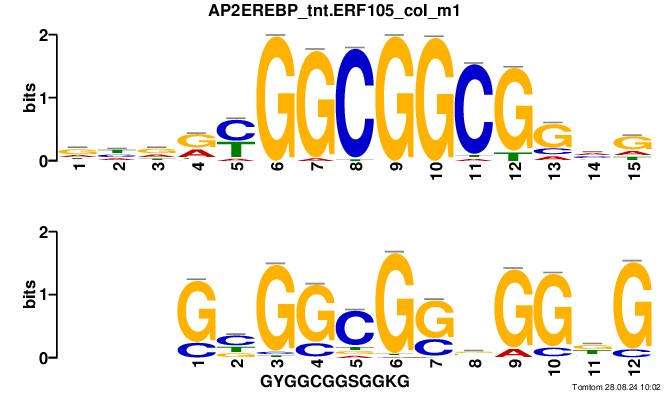 AP2EREBP_tnt.ERF105_col_m1
2
1
0
bits
1 2 3 4 5 6 7 8 9 10 11 12 13 14 15
2
1
0
bits
1 2 3 4 5 6 7 8 9 10 11 12
GYGGCGGSGGKG
Tomtom 28.08.24 10:02